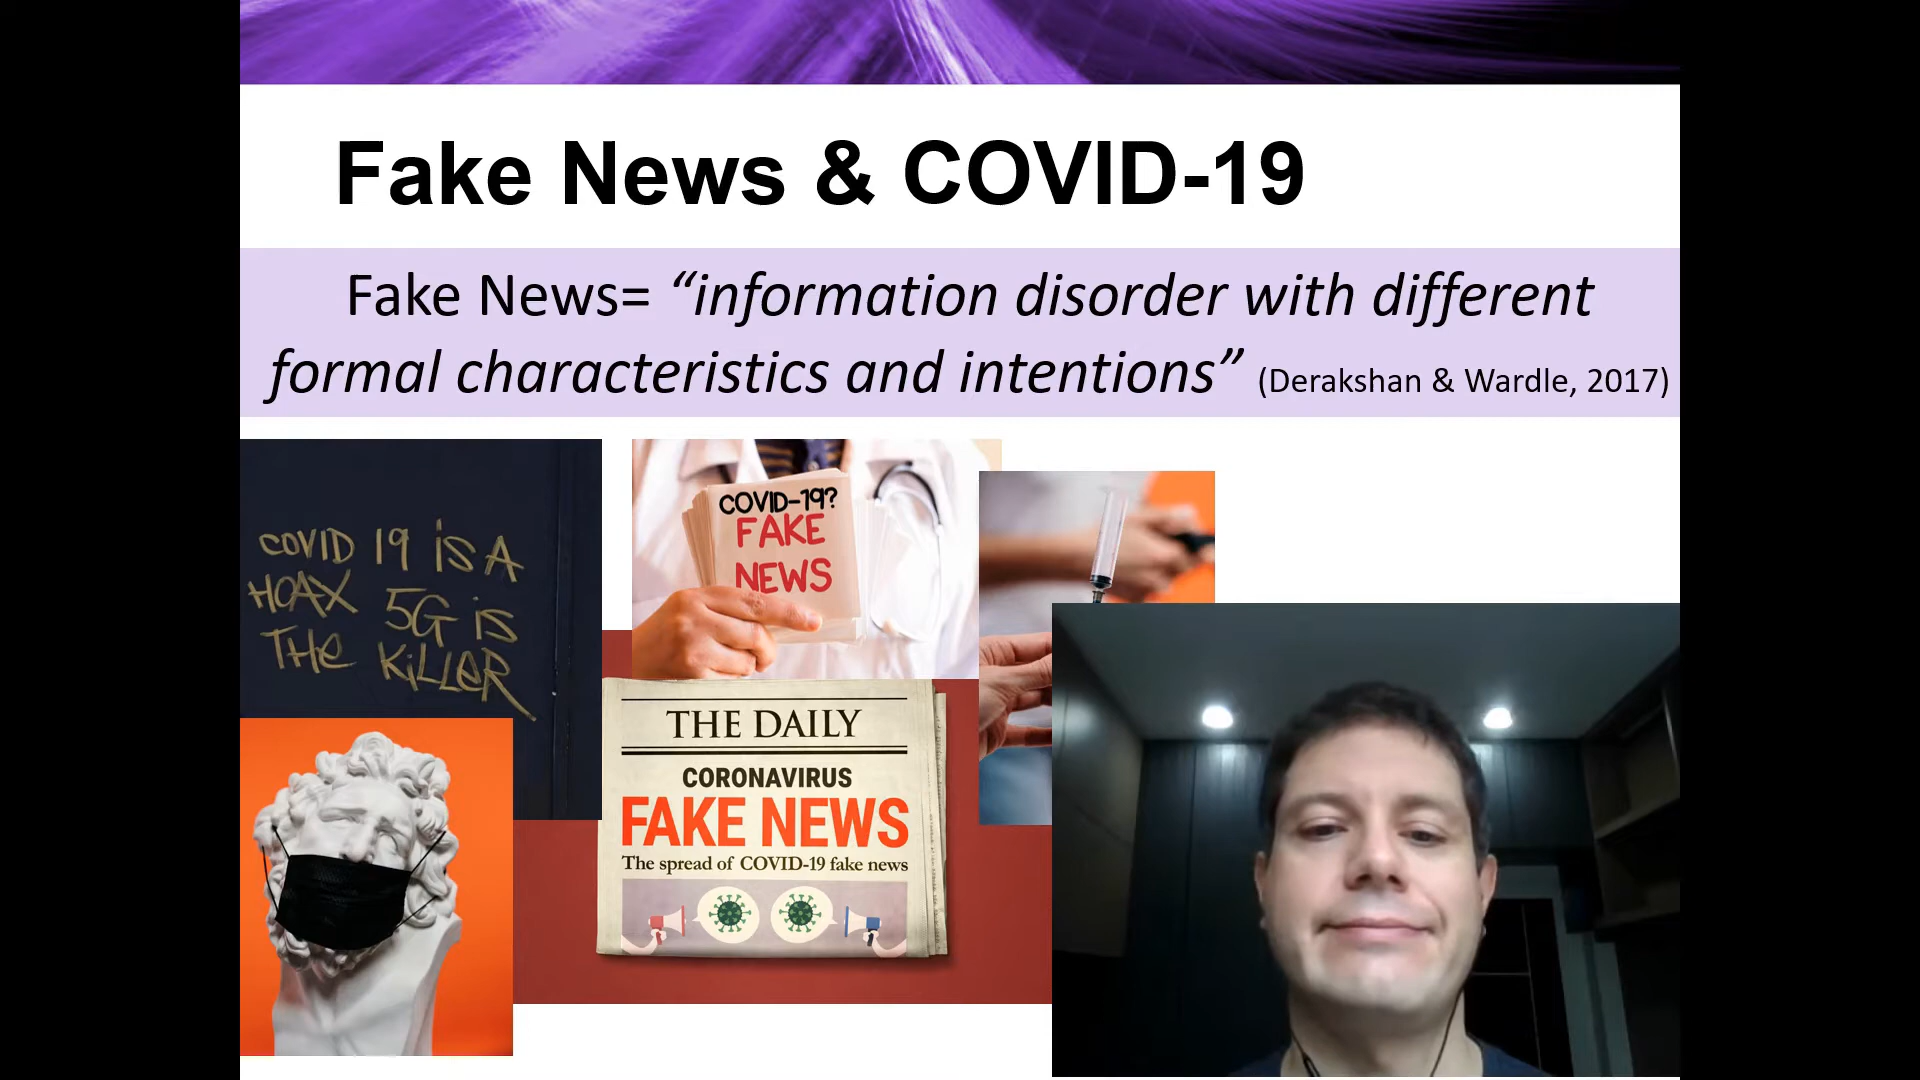 Fake News & COVID-19
Fake News= “information disorder with different
formal characteristics and intentions” (Derakshan & Wardle, 2017)
COVID 19 iS A
HOAX 5G iS
THe KiLLeR
COVID-19?
FAKE
NEWS
THE DAILY
CORONAVIRUS
FAKE NEWS
The spread of COVID-19 fake news